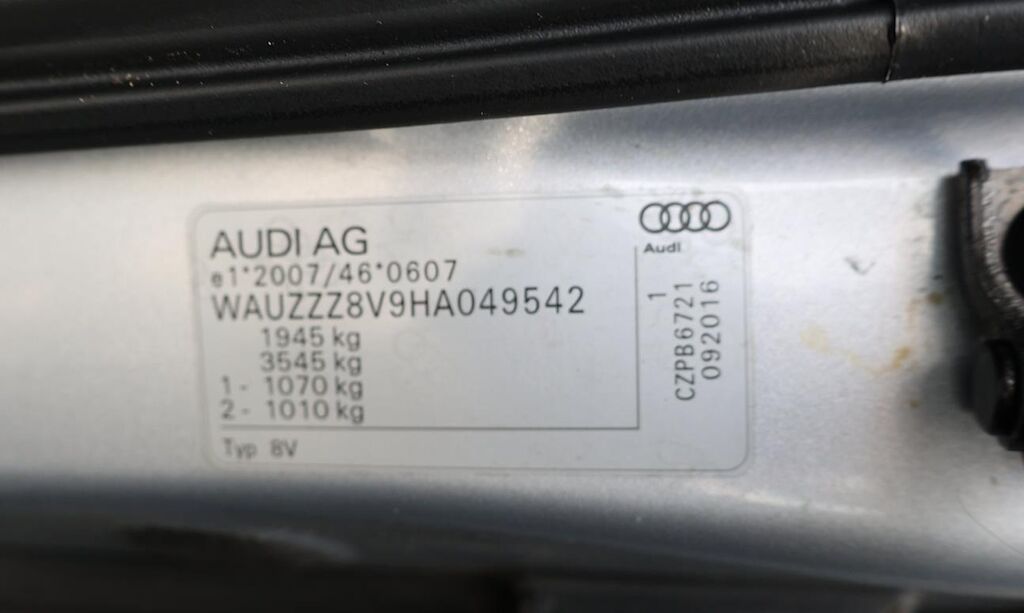 AUDI AG
e1*2007/46*0607
WAUZZZ8V9HA049542
1945 kg
3545 kg
1- 1070 kg
2- 1010 kg
Typ 8V
Audi
CZPB6721 1
092016